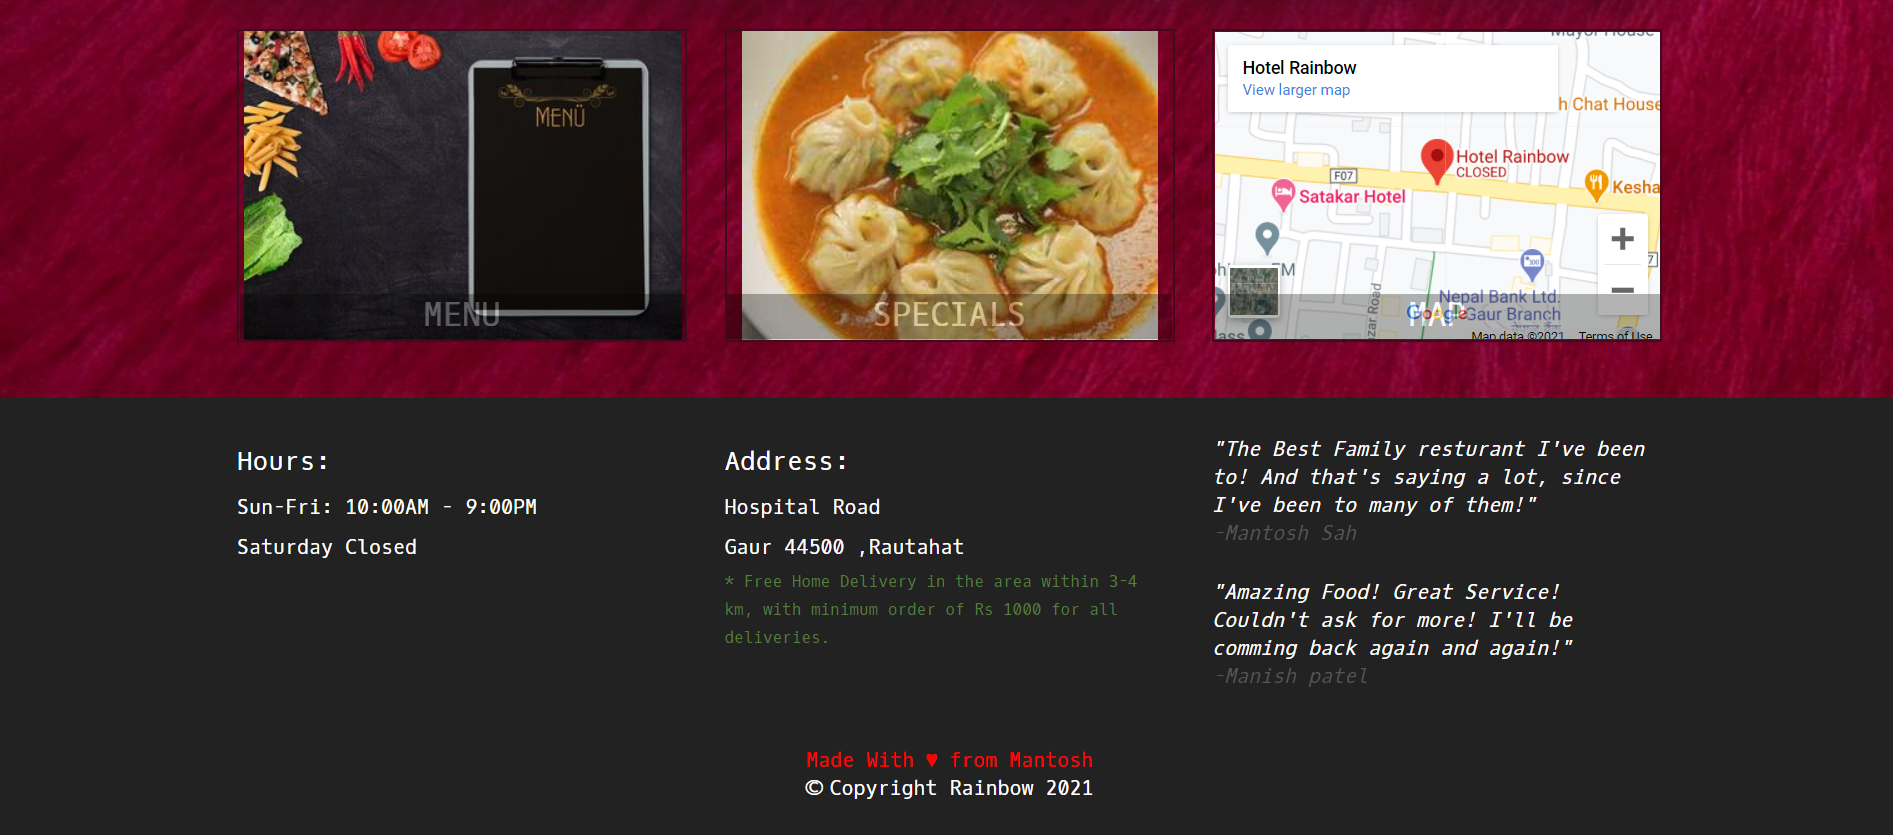 MENÜ
MENU
SPECIALS
Hotel Rainbow
View larger map
Mayor House
h Chat House
Hotel Rainbow
CLOSED
F07
Satakar Hotel
Kesha
FM
7
Nepal Bank Ltd.
Gaur Branch
Google
MAP
zar Road
lass
Map data ©2021
Terms of Use
Hours:
Sun-Fri: 10:00AM - 9:00PM
Saturday Closed
Address:
Hospital Road
Gaur 44500 ,Rautahat
* Free Home Delivery in the area within 3-4
km, with minimum order of Rs 1000 for all
deliveries.
"The Best Family resturant I've been
to! And that's saying a lot, since
I've been to many of them!"
-Mantosh Sah
"Amazing Food! Great Service!
Couldn't ask for more! I'll be
comming back again and again!"
-Manish patel
Made With ♥ from Mantosh
© Copyright Rainbow 2021